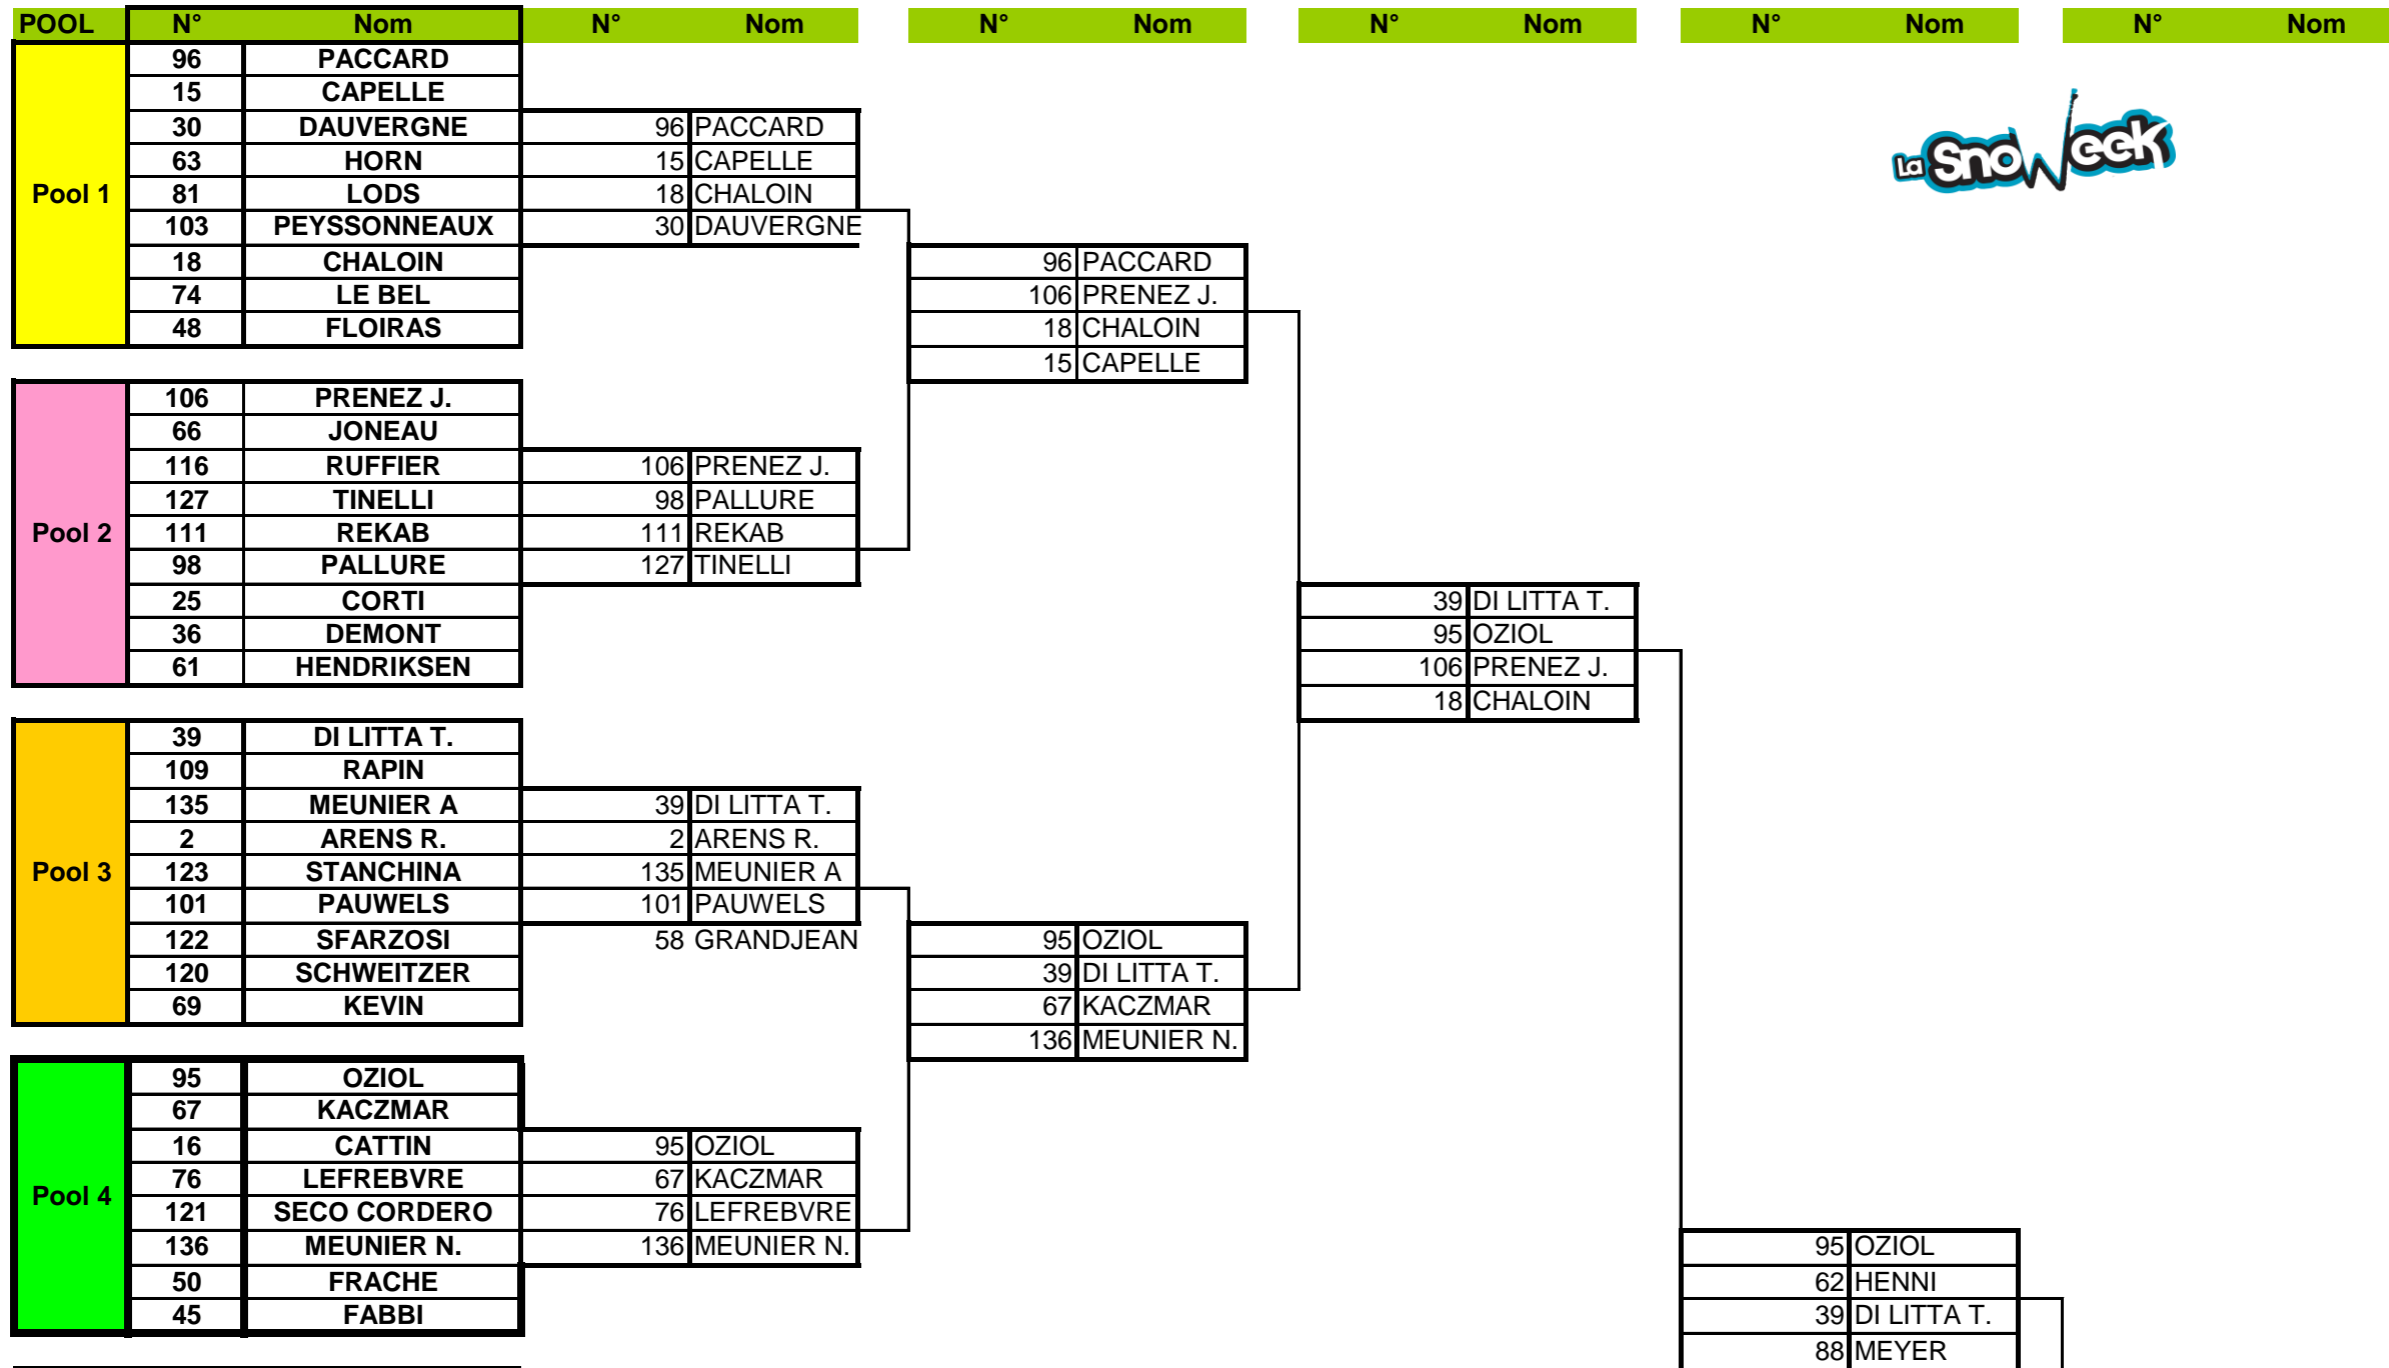 POOL N° Nom N° Nom N° Nom N° Nom N° Nom N° Nom
96 PACCARD
15 CAPELLE
30 DAUVERGNE 96 PACCARD
63 HORN 15 CAPELLE
La SnoWeek
Pool 1 81 LODS 18 CHALOIN
103 PEYSSONNEAUX 30 DAUVERGNE
18 CHALOIN 96 PACCARD
74 LE BEL 106 PRENEZ J.
48 FLOIRAS 18 CHALOIN
15 CAPELLE
106 PRENEZ J.
66 JONEAU
116 RUFFIER 106 PRENEZ J.
127 TINELLI 98 PALLURE
Pool 2 111 REKAB 111 REKAB
98 PALLURE 127 TINELLI
25 CORTI 39 DI LITTA T.
36 DEMONT 95 OZIOL
61 HENDRIKSEN 106 PRENEZ J.
18 CHALOIN
39 DI LITTA T.
109 RAPIN
135 MEUNIER A 39 DI LITTA T.
2 ARENS R. 2 ARENS R.
Pool 3 123 STANCHINA 135 MEUNIER A
101 PAUWELS 101 PAUWELS
122 SFARZOSI 58 GRANDJEAN 95 OZIOL
120 SCHWEITZER 39 DI LITTA T.
69 KEVIN 67 KACZMAR
136 MEUNIER N.
95 OZIOL
67 KACZMAR
16 CATTIN 95 OZIOL
76 LEFREBVRE 67 KACZMAR
Pool 4 121 SECO CORDERO 76 LEFREBVRE
136 MEUNIER N. 136 MEUNIER N. 95 OZIOL
50 FRACHE 62 HENNI
45 FABBI 39 DI LITTA T.
88 MEYER